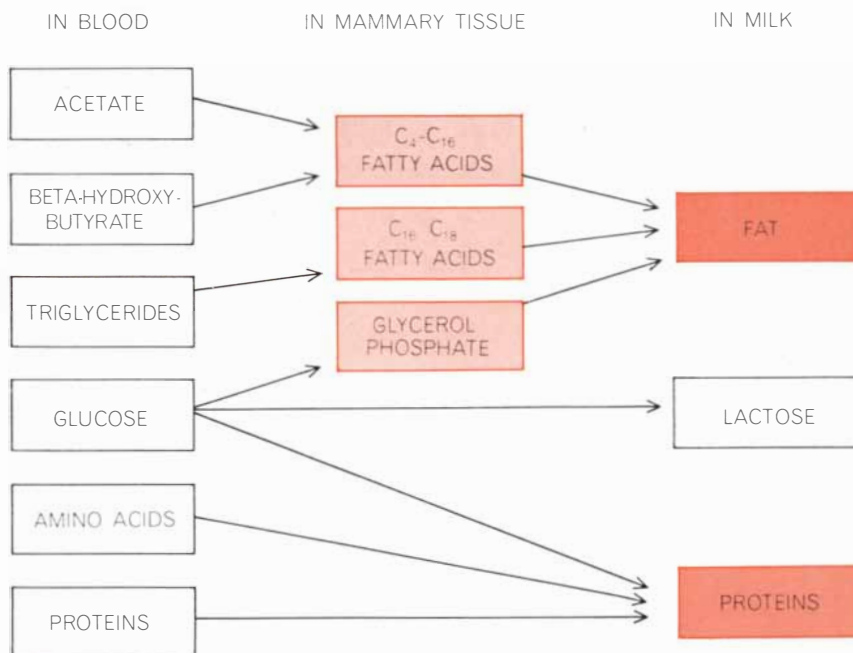 IN BLOOD
IN MAMMARY TISSUE
IN MILK
ACETATE
BETA-HYDROXY-
BUTYRATE
TRIGLYCERIDES
GLUCOSE
AMINO ACIDS
PROTEINS
C₄-C₁₆
FATTY ACIDS
C₁₆ C₁₈
FATTY ACIDS
GLYCEROL
PHOSPHATE
FAT
LACTOSE
PROTEINS